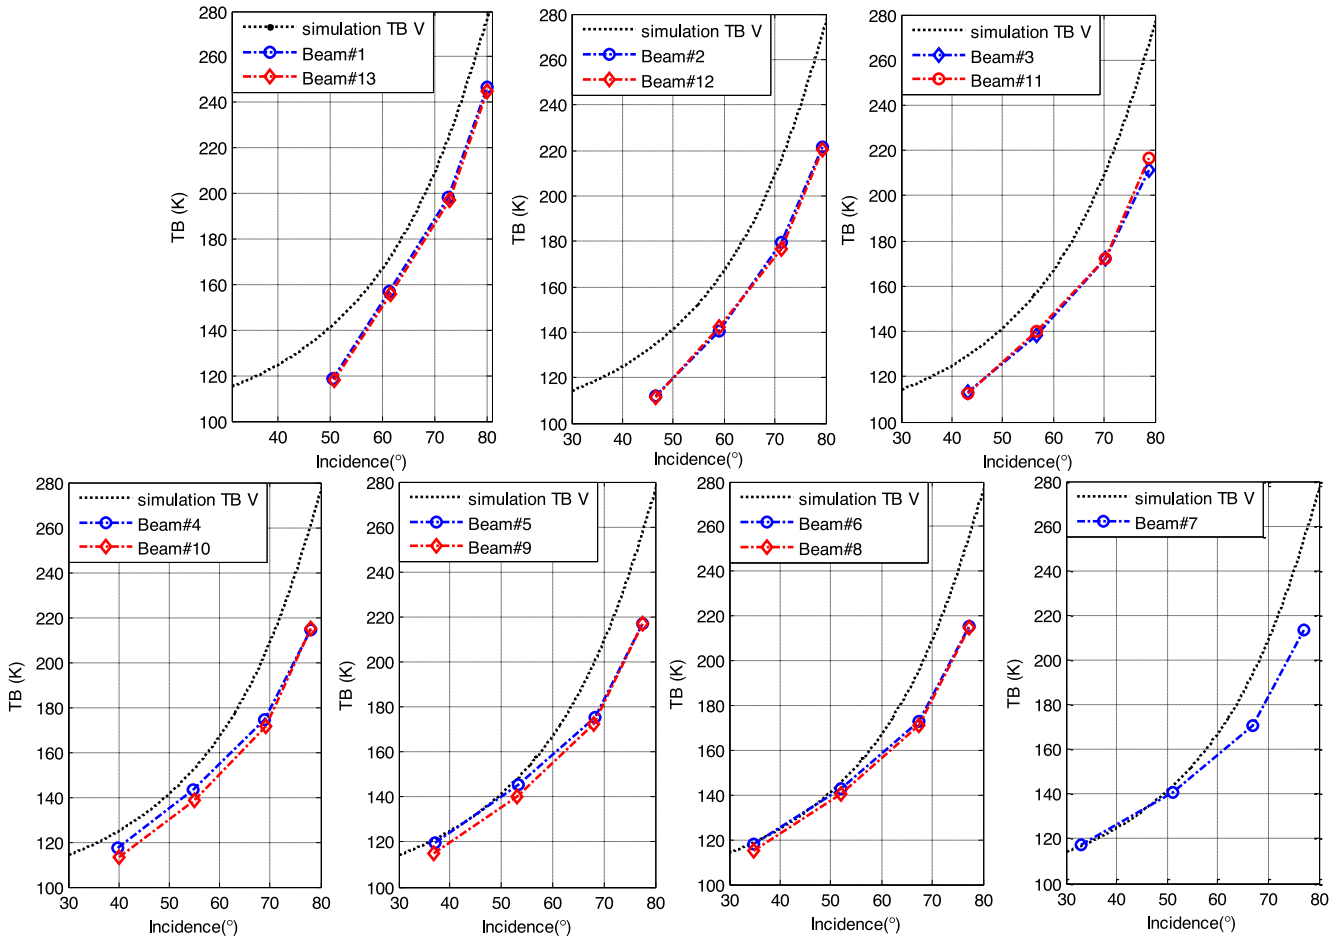 280
260
240
220
200
180
160
140
120
100
TB (K)
simulation TB V
Beam#1
Beam#13
40 50 60 70 80
Incidence(°)
280
260
240
220
200
180
160
140
120
100
TB (K)
simulation TB V
Beam#2
Beam#12
30 40 50 60 70 80
Incidence(°)
280
260
240
220
200
180
160
140
120
100
TB (K)
simulation TB V
Beam#3
Beam#11
30 40 50 60 70 80
Incidence(°)
280
260
240
220
200
180
160
140
120
100
TB (K)
simulation TB V
Beam#4
Beam#10
30 40 50 60 70 80
Incidence(°)
280
260
240
220
200
180
160
140
120
100
TB (K)
simulation TB V
Beam#5
Beam#9
30 40 50 60 70 80
Incidence(°)
280
260
240
220
200
180
160
140
120
100
TB (K)
simulation TB V
Beam#6
Beam#8
30 40 50 60 70 80
Incidence(°)
280
260
240
220
200
180
160
140
120
100
TB (K)
simulation TB V
Beam#7
30 40 50 60 70 80
Incidence(°)